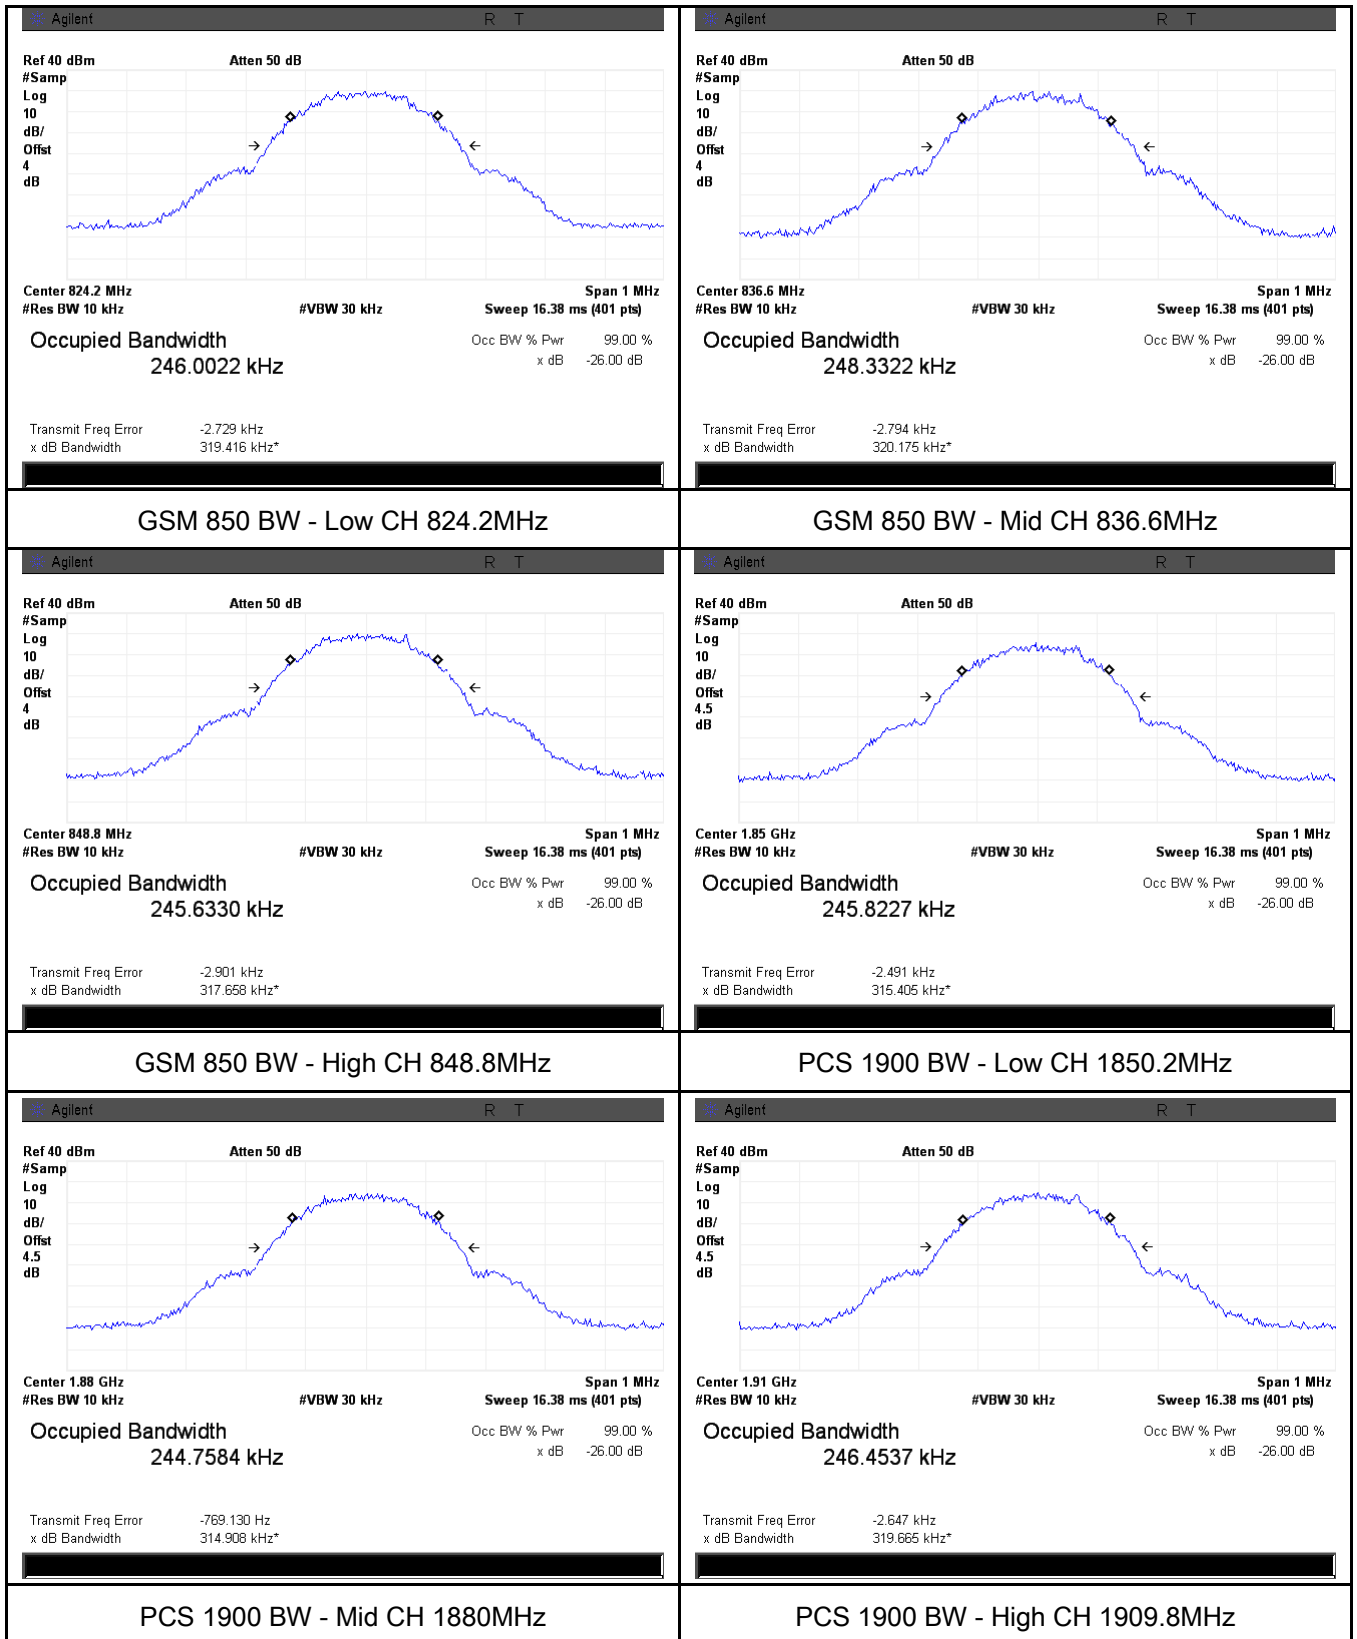 Agilent R T
Ref 40 dBm Atten 50 dB
#Samp
Log
10
dB/
Offst
4
dB
Center 824.2 MHz Span 1 MHz
#Res BW 10 kHz #VBW 30 kHz Sweep 16.38 ms (401 pts)
Occupied Bandwidth Occ BW % Pwr 99.00 %
246.0022 kHz x dB -26.00 dB
Transmit Freq Error -2.729 kHz
x dB Bandwidth 319.416 kHz*
GSM 850 BW - Low CH 824.2MHz
Agilent R T
Ref 40 dBm Atten 50 dB
#Samp
Log
10
dB/
Offst
4
dB
Center 836.6 MHz Span 1 MHz
#Res BW 10 kHz #VBW 30 kHz Sweep 16.38 ms (401 pts)
Occupied Bandwidth Occ BW % Pwr 99.00 %
248.3322 kHz x dB -26.00 dB
Transmit Freq Error -2.794 kHz
x dB Bandwidth 320.175 kHz*
GSM 850 BW - Mid CH 836.6MHz
Agilent R T
Ref 40 dBm Atten 50 dB
#Samp
Log
10
dB/
Offst
4
dB
Center 848.8 MHz Span 1 MHz
#Res BW 10 kHz #VBW 30 kHz Sweep 16.38 ms (401 pts)
Occupied Bandwidth Occ BW % Pwr 99.00 %
245.6330 kHz x dB -26.00 dB
Transmit Freq Error -2.901 kHz
x dB Bandwidth 317.658 kHz*
GSM 850 BW - High CH 848.8MHz
Agilent R T
Ref 40 dBm Atten 50 dB
#Samp
Log
10
dB/
Offst
4.5
dB
Center 1.85 GHz Span 1 MHz
#Res BW 10 kHz #VBW 30 kHz Sweep 16.38 ms (401 pts)
Occupied Bandwidth Occ BW % Pwr 99.00 %
245.8227 kHz x dB -26.00 dB
Transmit Freq Error -2.491 kHz
x dB Bandwidth 315.405 kHz*
PCS 1900 BW - Low CH 1850.2MHz
Agilent R T
Ref 40 dBm Atten 50 dB
#Samp
Log
10
dB/
Offst
4.5
dB
Center 1.88 GHz Span 1 MHz
#Res BW 10 kHz #VBW 30 kHz Sweep 16.38 ms (401 pts)
Occupied Bandwidth Occ BW % Pwr 99.00 %
244.7584 kHz x dB -26.00 dB
Transmit Freq Error -769.130 Hz
x dB Bandwidth 314.908 kHz*
PCS 1900 BW - Mid CH 1880MHz
Agilent R T
Ref 40 dBm Atten 50 dB
#Samp
Log
10
dB/
Offst
4.5
dB
Center 1.91 GHz Span 1 MHz
#Res BW 10 kHz #VBW 30 kHz Sweep 16.38 ms (401 pts)
Occupied Bandwidth Occ BW % Pwr 99.00 %
246.4537 kHz x dB -26.00 dB
Transmit Freq Error -2.647 kHz
x dB Bandwidth 319.665 kHz*
PCS 1900 BW - High CH 1909.8MHz